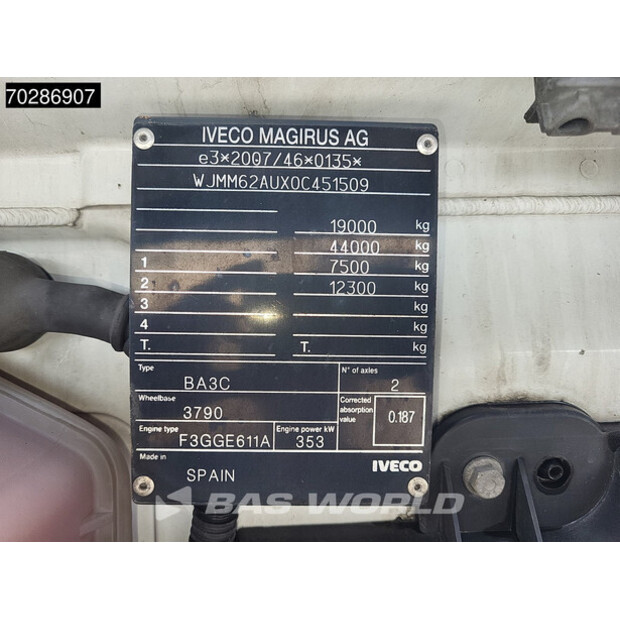 70286907
IVECO MAGIRUS AG
e3*2007/46*0135*
WJMM62AUX0C451509
19000 kg
44000 kg
1 7500 kg
2 12300 kg
3 kg
4 kg
T. T. kg
Type N° of axles
BA3C 2
Wheelbase Corrected absorption value
3790 0.187
Engine type Engine power kW
F3GGE611A 353
Made in IVECO
SPAIN
BAS WORLD